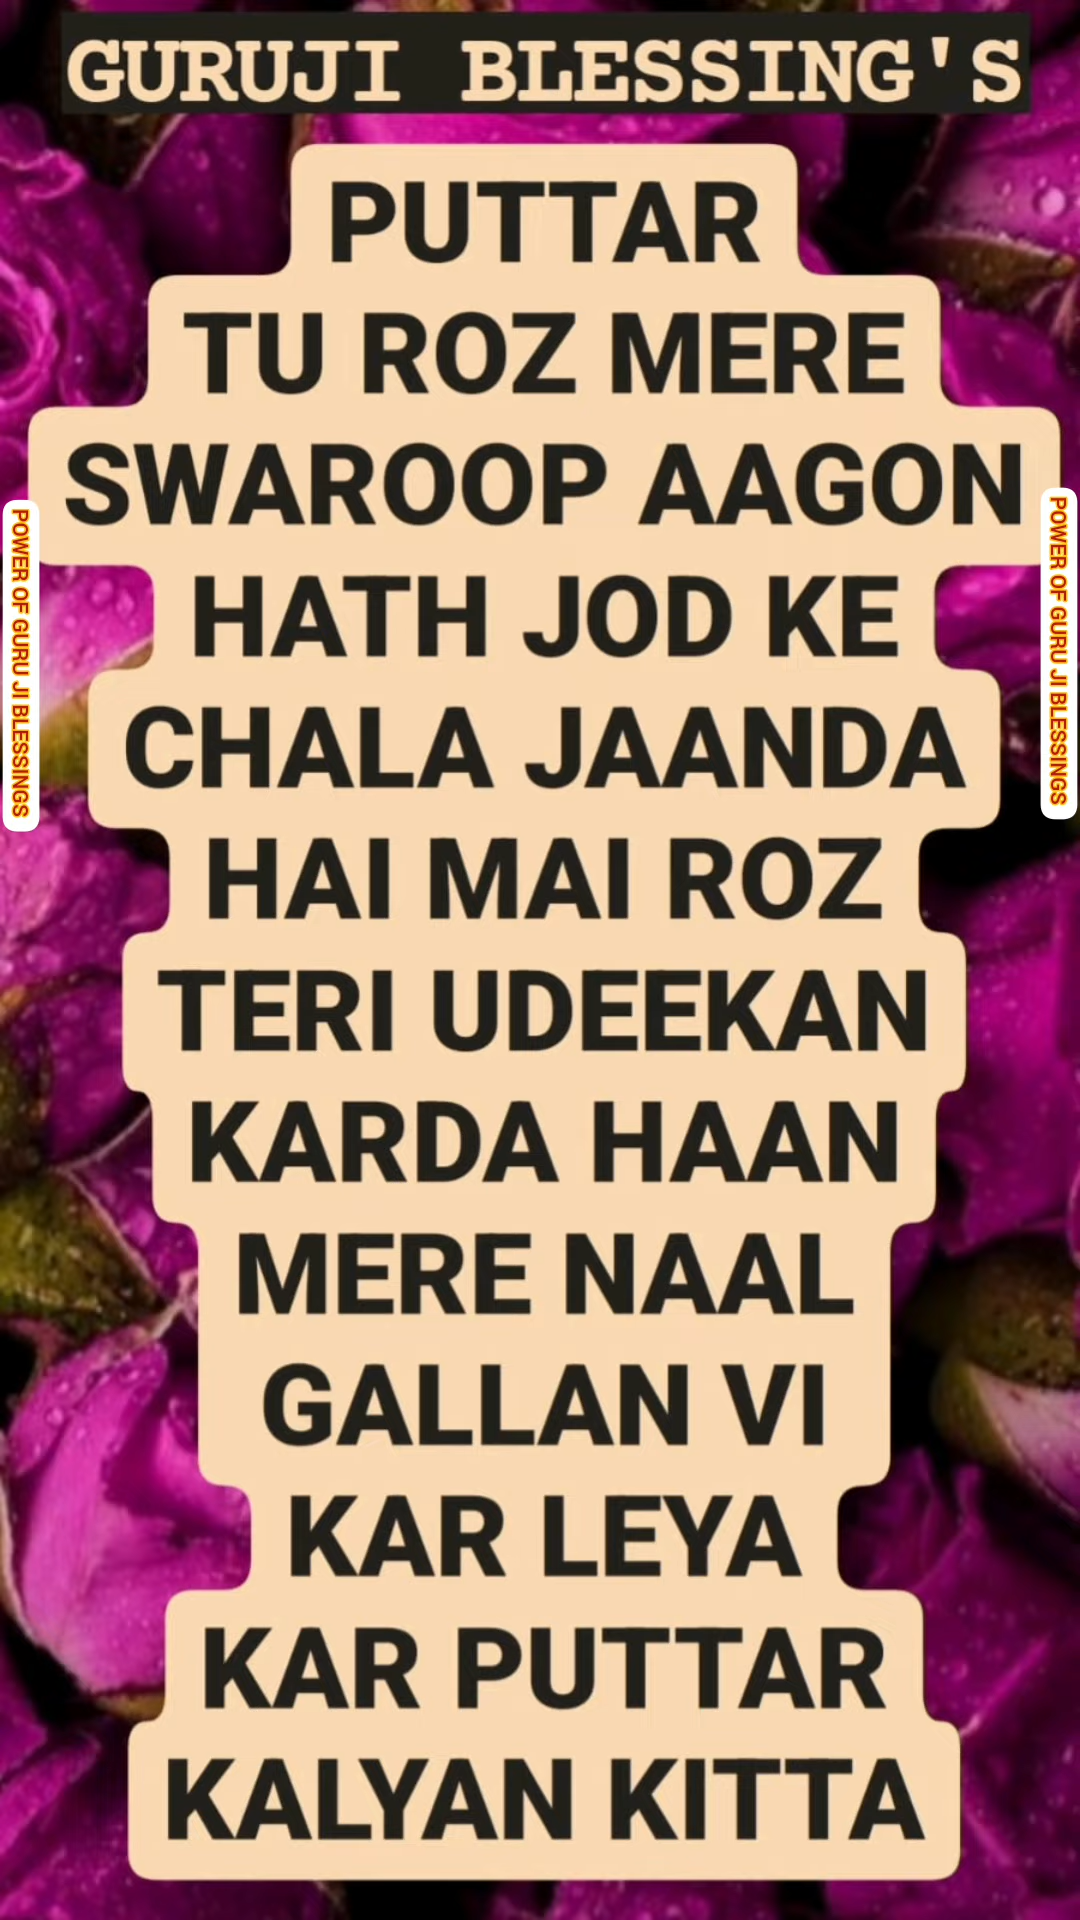 GURUJI BLESSING'S
PUTTAR
TU ROZ MERE
SWAROOP AAGON
HATH JOD KE
CHALA JAANDA
HAI MAI ROZ
TERI UDEEKAN
KARDA HAAN
MERE NAAL
GALLAN VI
KAR LEYA
KAR PUTTAR
KALYAN KITTA
POWER OF GURU JI BLESSINGS
POWER OF GURU JI BLESSINGS